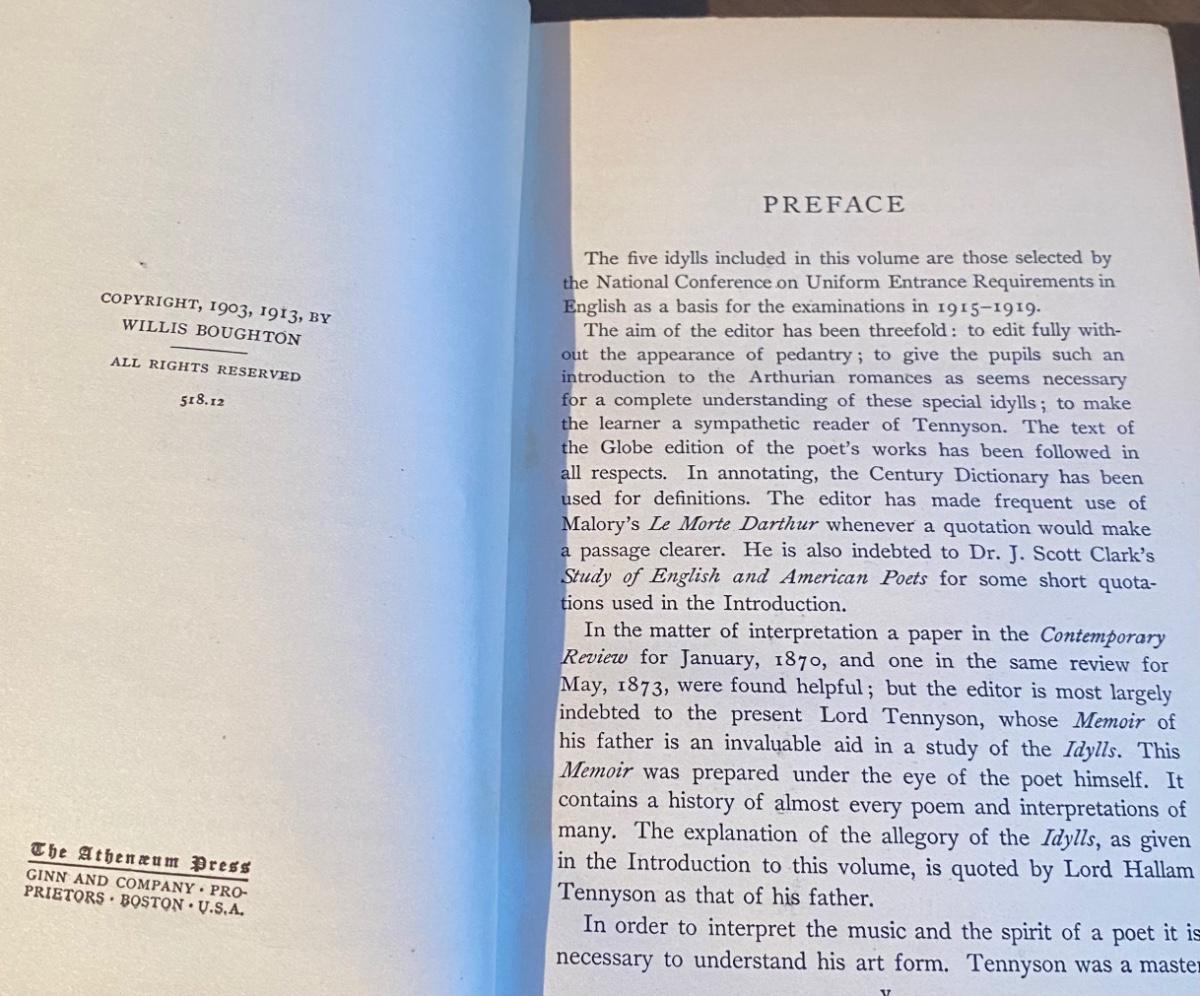 COPYRIGHT, 1903, 1913, BY
WILLIS BOUGHTON
ALL RIGHTS RESERVED
518.12
The Athenæum Press
GINN AND COMPANY · PRO-
PRIETORS · BOSTON · U.S.A.
PREFACE
The five idylls included in this volume are those selected by
the National Conference on Uniform Entrance Requirements in
English as a basis for the examinations in 1915–1919.
The aim of the editor has been threefold: to edit fully with-
out the appearance of pedantry; to give the pupils such an
introduction to the Arthurian romances as seems necessary
for a complete understanding of these special idylls; to make
the learner a sympathetic reader of Tennyson. The text of
the Globe edition of the poet's works has been followed in
all respects. In annotating, the Century Dictionary has been
used for definitions. The editor has made frequent use of
Malory's Le Morte Darthur whenever a quotation would make
a passage clearer. He is also indebted to Dr. J. Scott Clark's
Study of English and American Poets for some short quota-
tions used in the Introduction.
In the matter of interpretation a paper in the Contemporary
Review for January, 1870, and one in the same review for
May, 1873, were found helpful; but the editor is most largely
indebted to the present Lord Tennyson, whose Memoir of
his father is an invaluable aid in a study of the Idylls. This
Memoir was prepared under the eye of the poet himself. It
contains a history of almost every poem and interpretations of
many. The explanation of the allegory of the Idylls, as given
in the Introduction to this volume, is quoted by Lord Hallam
Tennyson as that of his father.
In order to interpret the music and the spirit of a poet it is
necessary to understand his art form. Tennyson was a master
v